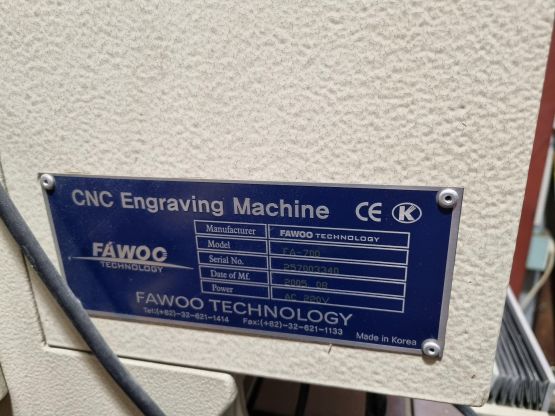 CNC Engraving Machine CE K
Manufacturer FAWOO TECHNOLOGY
Model FA-700
Serial No. 257003340
Date of Mf. 2005. 08
Power AC 220V
FAWOO
TECHNOLOGY
FAWOO TECHNOLOGY
Tel:(+82)-32-621-1414 Fax:(+82)-32-621-1133
Made in Korea